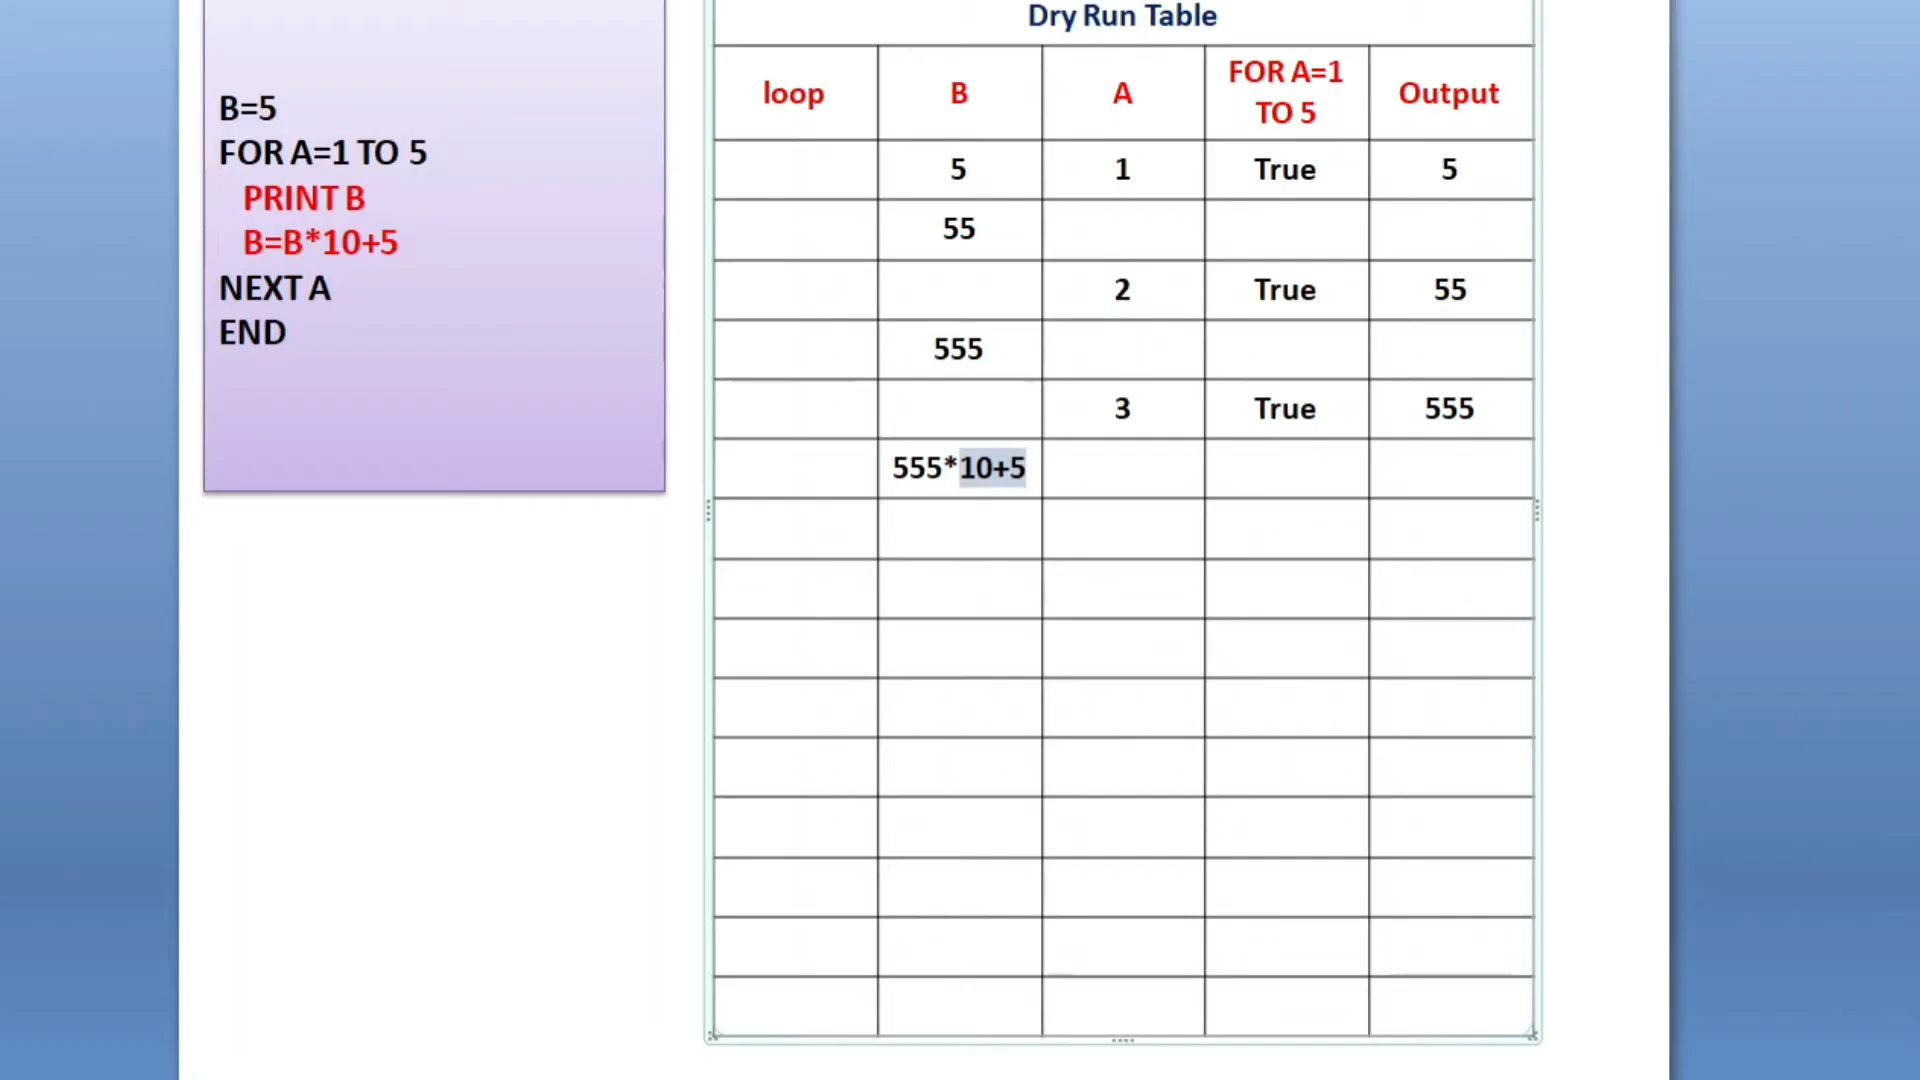 B=5
FOR A=1 TO 5
PRINT B
B=B*10+5
NEXT A
END
Dry Run Table
loop B A FOR A=1 TO 5 Output
5 1 True 5
55
2 True 55
555
3 True 555
555*10+5